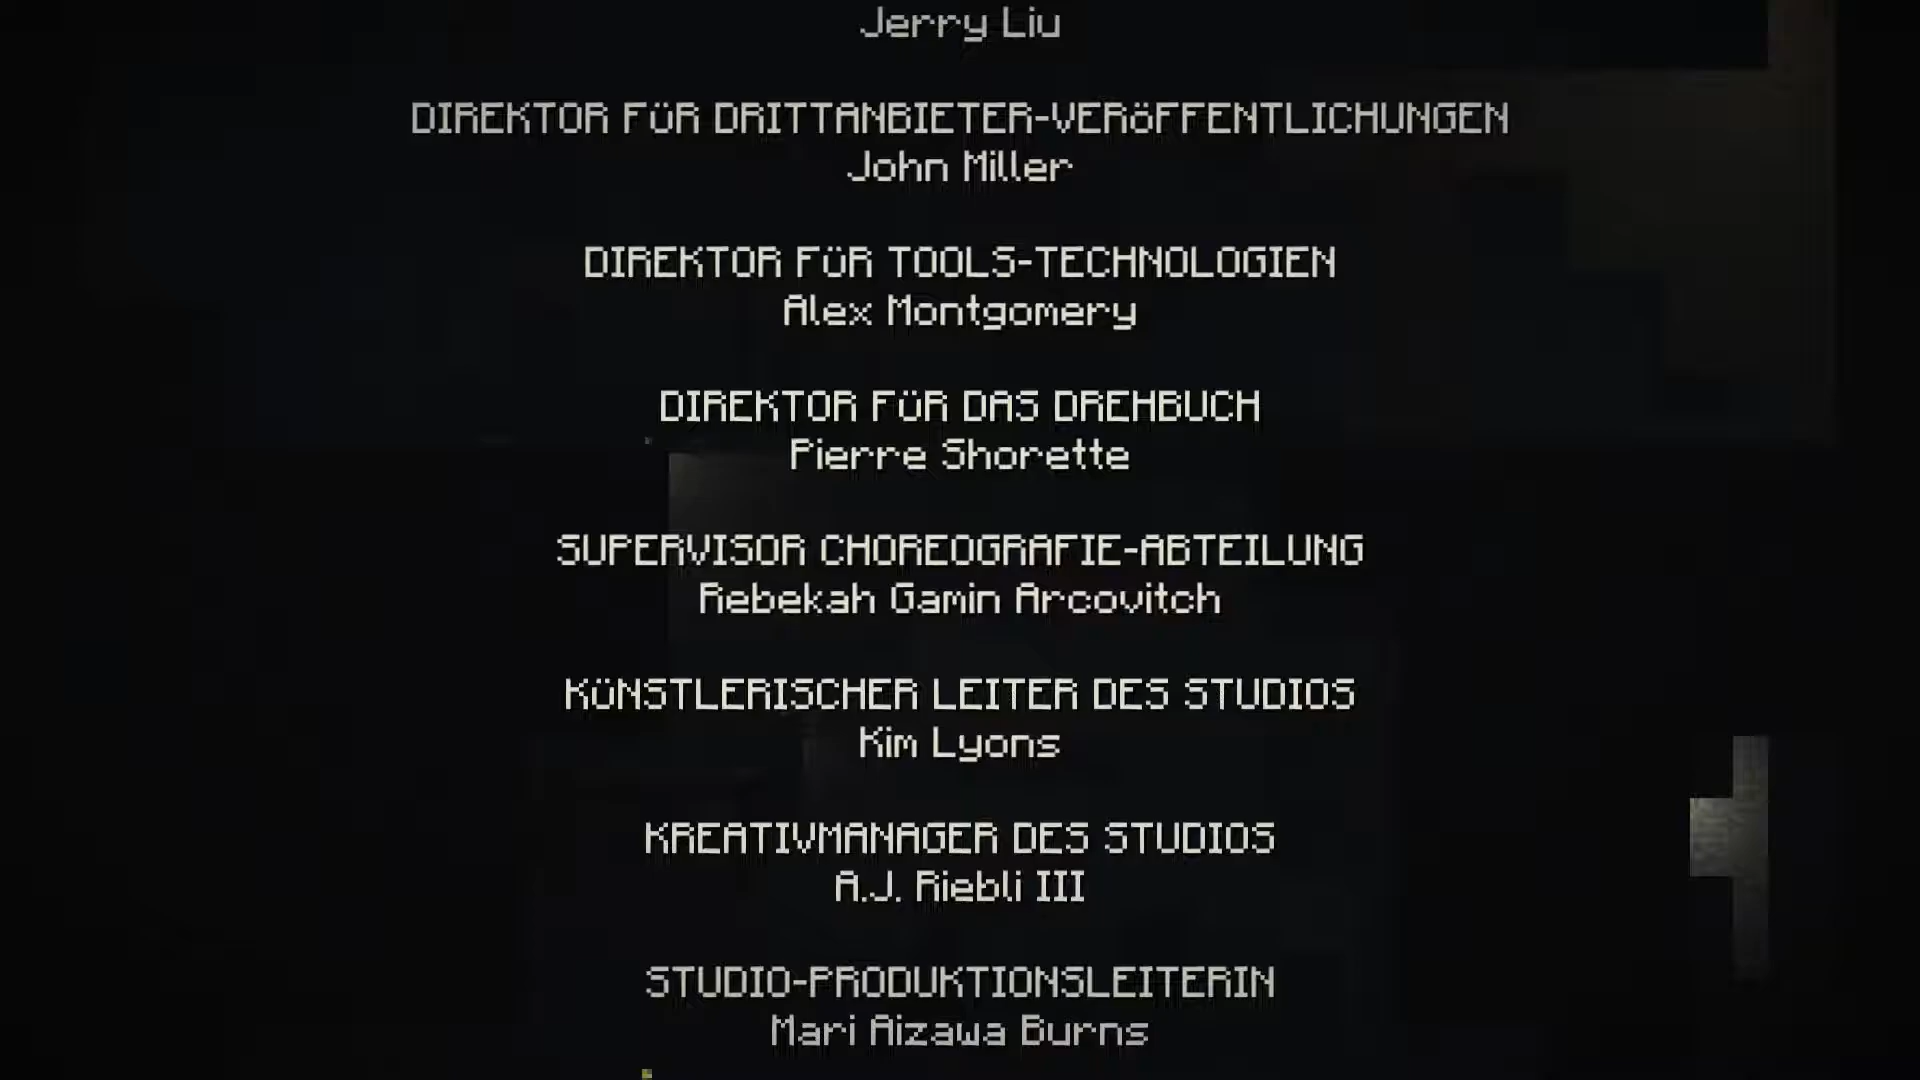 Jerry Liu
DIREKTOR FÜR DRITTANBIETER-VERÖFFENTLICHUNGEN
John Miller
DIREKTOR FÜR TOOLS-TECHNOLOGIEN
Alex Montgomery
DIREKTOR FÜR DAS DREHBUCH
Pierre Shorette
SUPERVISOR CHOREOGRAFIE-ABTEILUNG
Rebekah Gamin Arcovitch
KÜNSTLERISCHER LEITER DES STUDIOS
Kim Lyons
KREATIVMANAGER DES STUDIOS
A.J. Riebli III
STUDIO-PRODUKTIONSLEITERIN
Mari Aizawa Burns